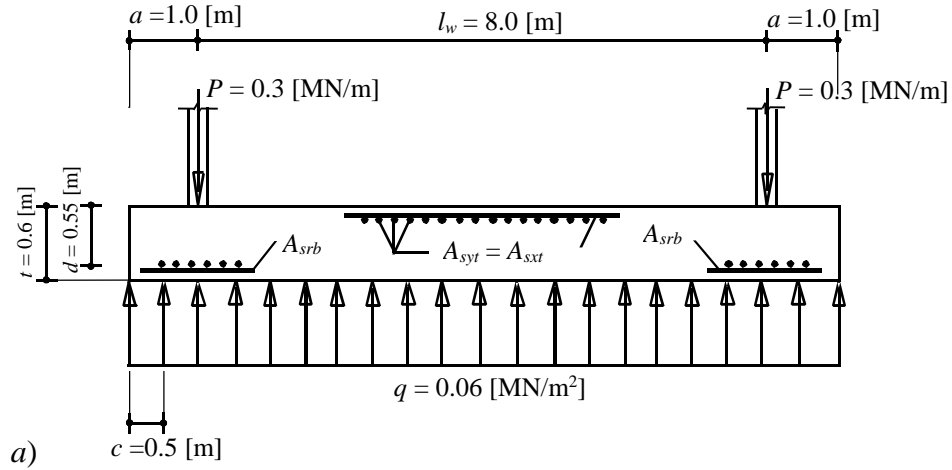 a =1.0 [m] l_w = 8.0 [m] a =1.0 [m]
P = 0.3 [MN/m] P = 0.3 [MN/m]
t = 0.6 [m]
d = 0.55 [m]
A_srb A_syt = A_sxt A_srb
q = 0.06 [MN/m²]
c =0.5 [m]
a)